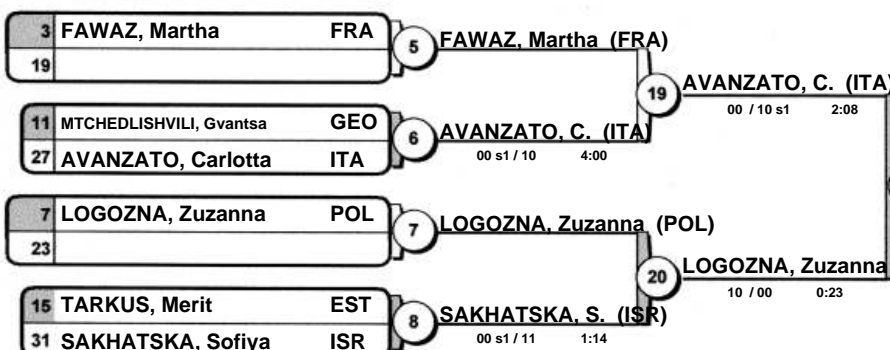 3 FAWAZ, Martha FRA
19
5 FAWAZ, Martha (FRA)
11 MTCHEDLISHVILI, Gvantsa GEO
27 AVANZATO, Carlotta ITA
6 AVANZATO, C. (ITA)
00 s1 / 10 4:00
19 AVANZATO, C. (ITA)
00 / 10 s1 2:08
7 LOGOZNA, Zuzanna POL
23
7 LOGOZNA, Zuzanna (POL)
15 TARKUS, Merit EST
31 SAKHATSKA, Sofiya ISR
8 SAKHATSKA, S. (ISR)
00 s1 / 11 1:14
20 LOGOZNA, Zuzanna
10 / 00 0:23